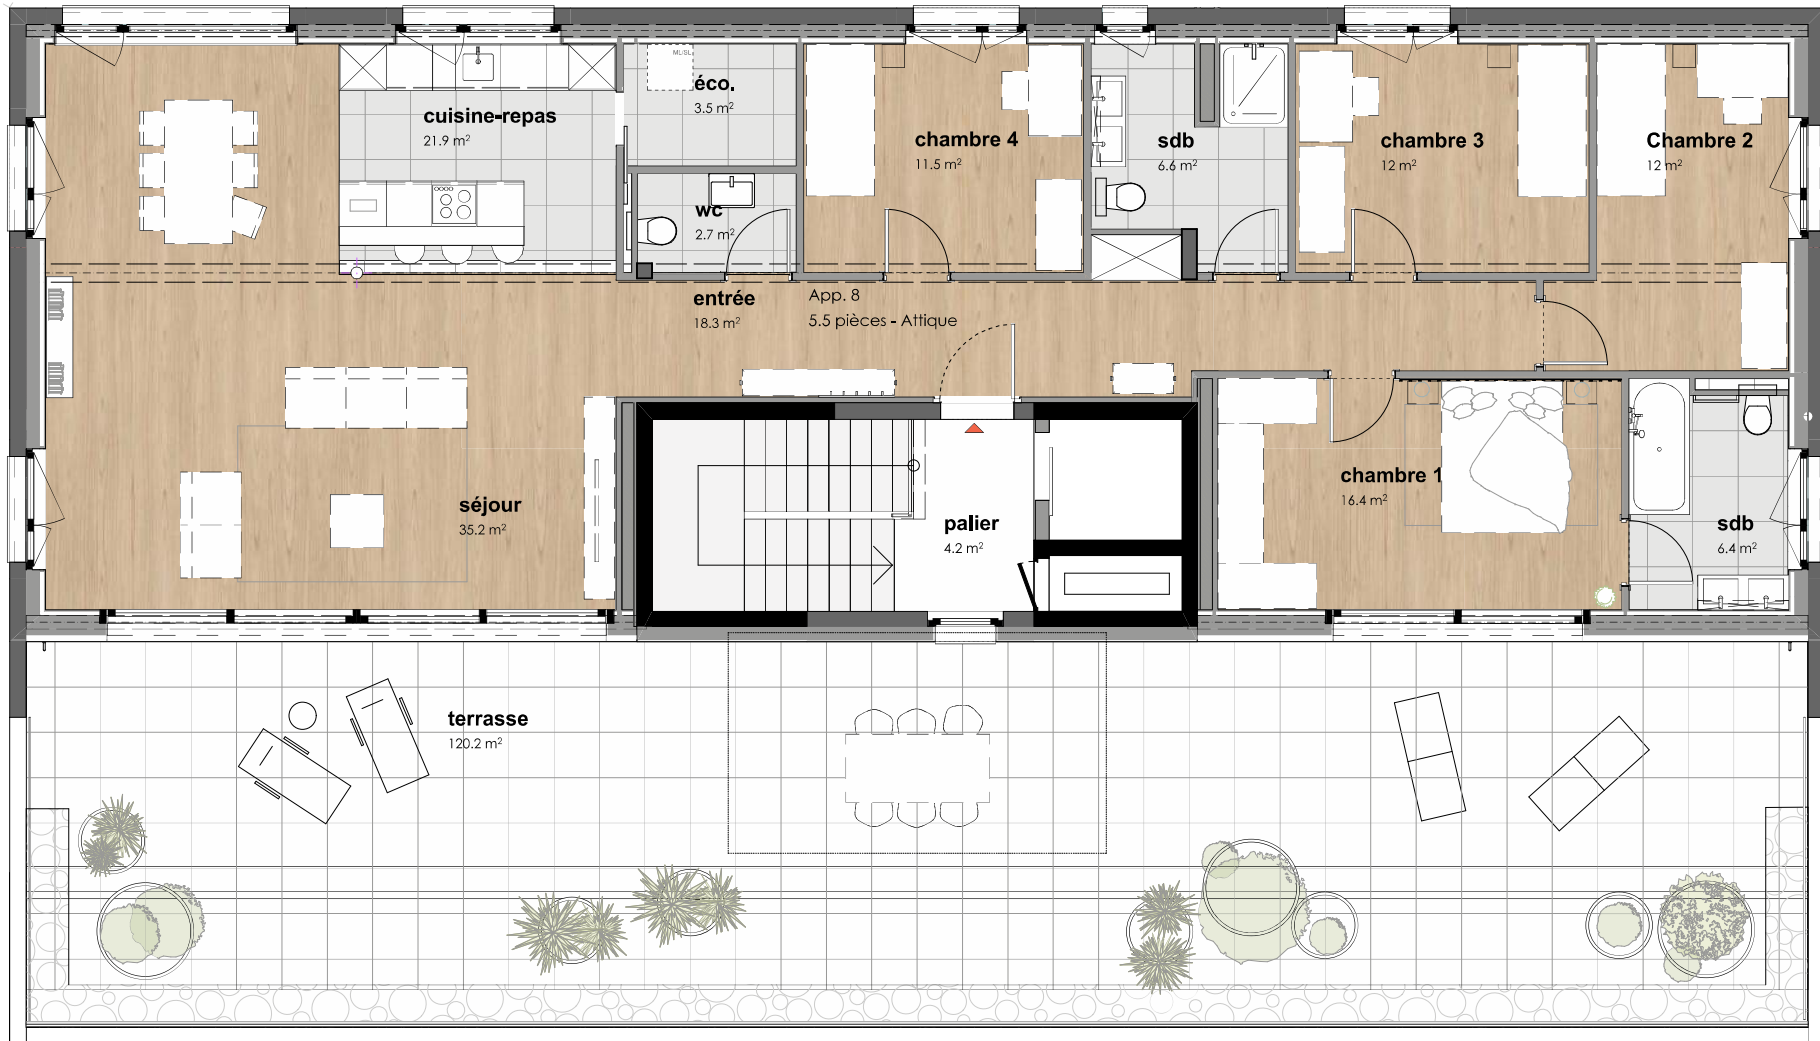 ML/SL
éco.
3.5 m²
cuisine-repas
21.9 m²
chambre 4
11.5 m²
sdb
6.6 m²
chambre 3
12 m²
Chambre 2
12 m²
wc
2.7 m²
entrée
18.3 m²
App. 8
5.5 pièces - Attique
séjour
35.2 m²
palier
4.2 m²
chambre 1
16.4 m²
sdb
6.4 m²
terrasse
120.2 m²